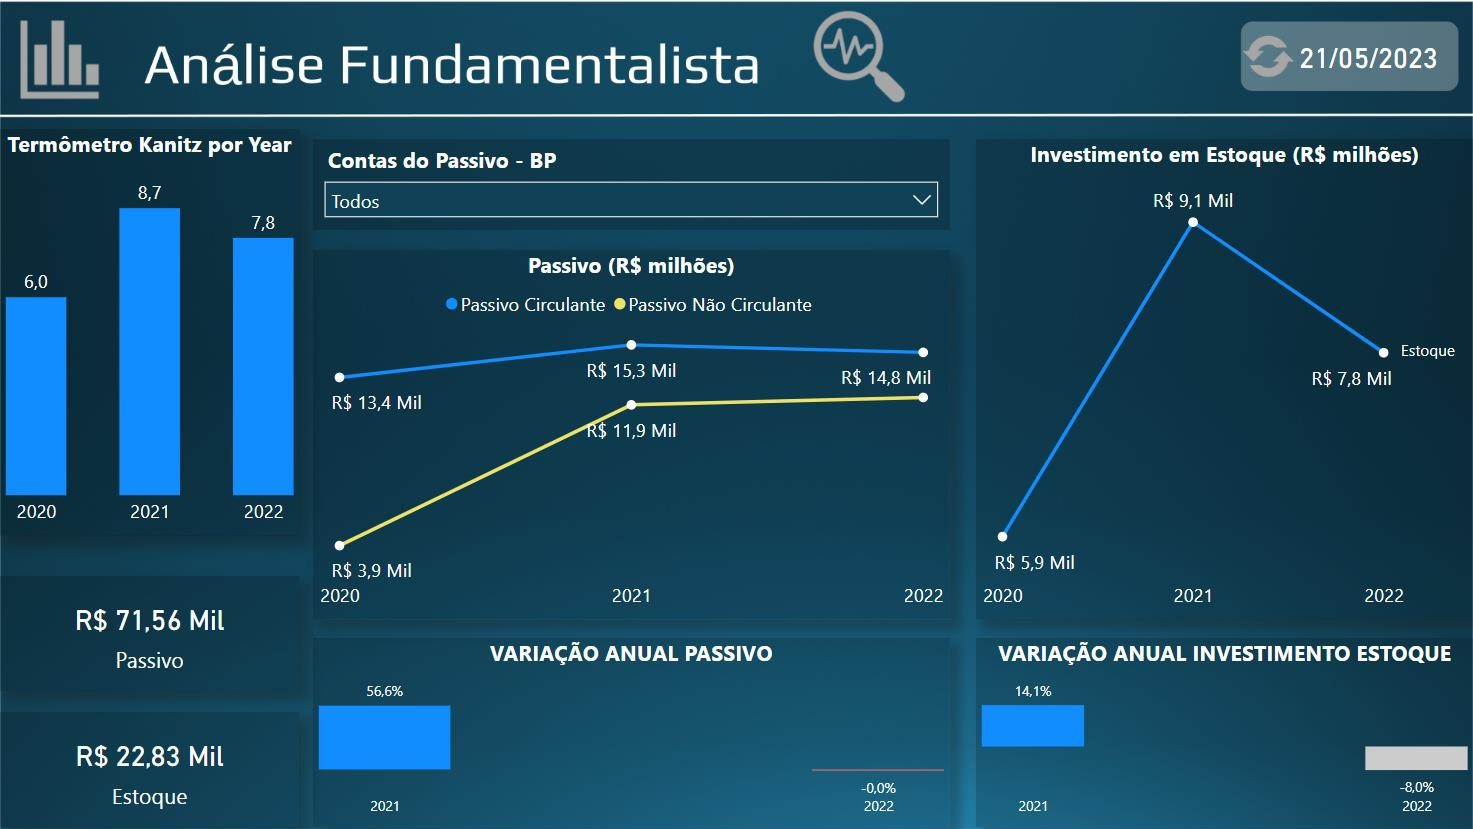 Análise Fundamentalista
21/05/2023
Termômetro Kanitz por Year
8,7
7,8
6,0
2020
2021
2022
R$ 71,56 Mil
Passivo
R$ 22,83 Mil
Estoque
Contas do Passivo - BP
Todos
Passivo (R$ milhões)
Passivo Circulante
Passivo Não Circulante
R$ 13,4 Mil
R$ 15,3 Mil
R$ 14,8 Mil
R$ 11,9 Mil
R$ 3,9 Mil
2020
2021
2022
VARIAÇÃO ANUAL PASSIVO
56,6%
-0,0%
2021
2022
Investimento em Estoque (R$ milhões)
R$ 9,1 Mil
Estoque
R$ 7,8 Mil
R$ 5,9 Mil
2020
2021
2022
VARIAÇÃO ANUAL INVESTIMENTO ESTOQUE
14,1%
-8,0%
2021
2022